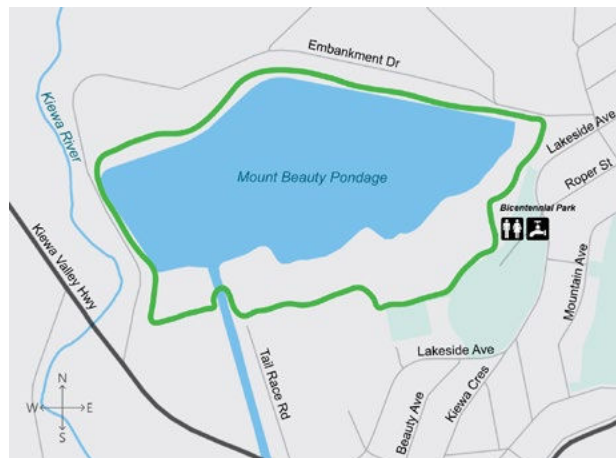 Embankment Dr
Kiewa River
Lakeside Ave
Roper St
Mount Beauty Pondage
Bicentennial Park
Kiewa Valley Hwy
Mountain Ave
Lakeside Ave
Tail Race Rd
Beauty Ave
Kiewa Cres
N
W E
S